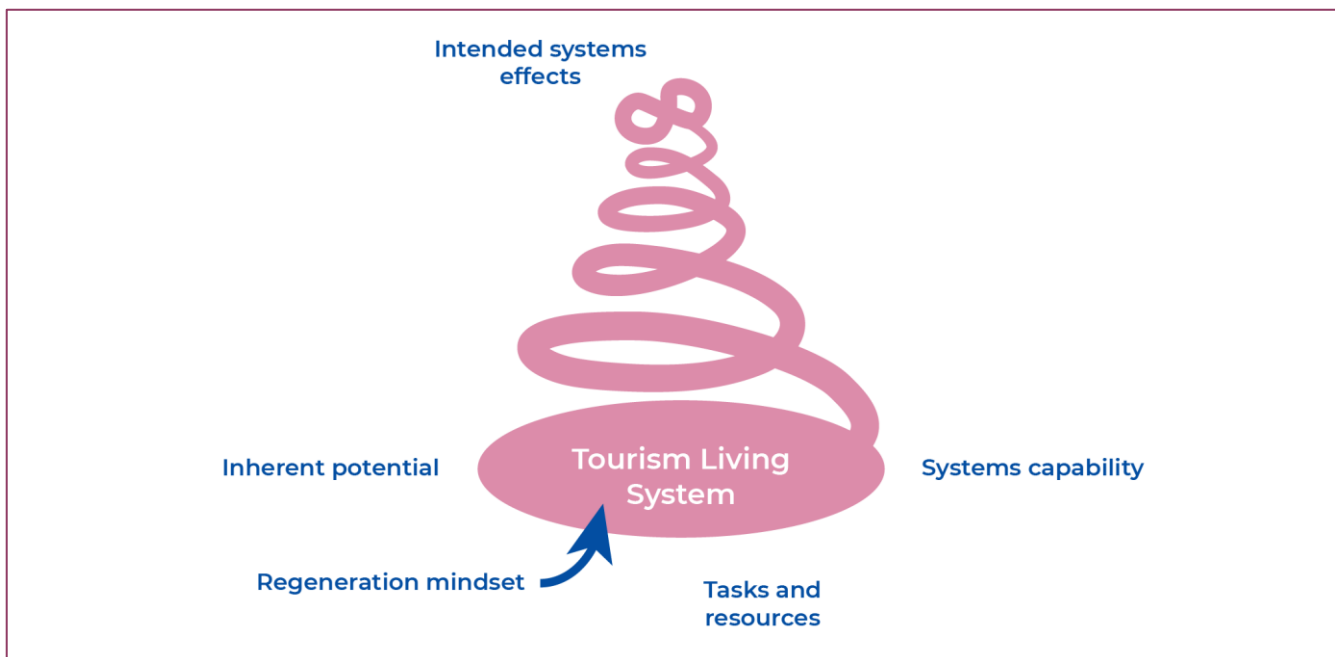 Intended systems
effects
Inherent potential
Tourism Living
System
Systems capability
Regeneration mindset
Tasks and
resources